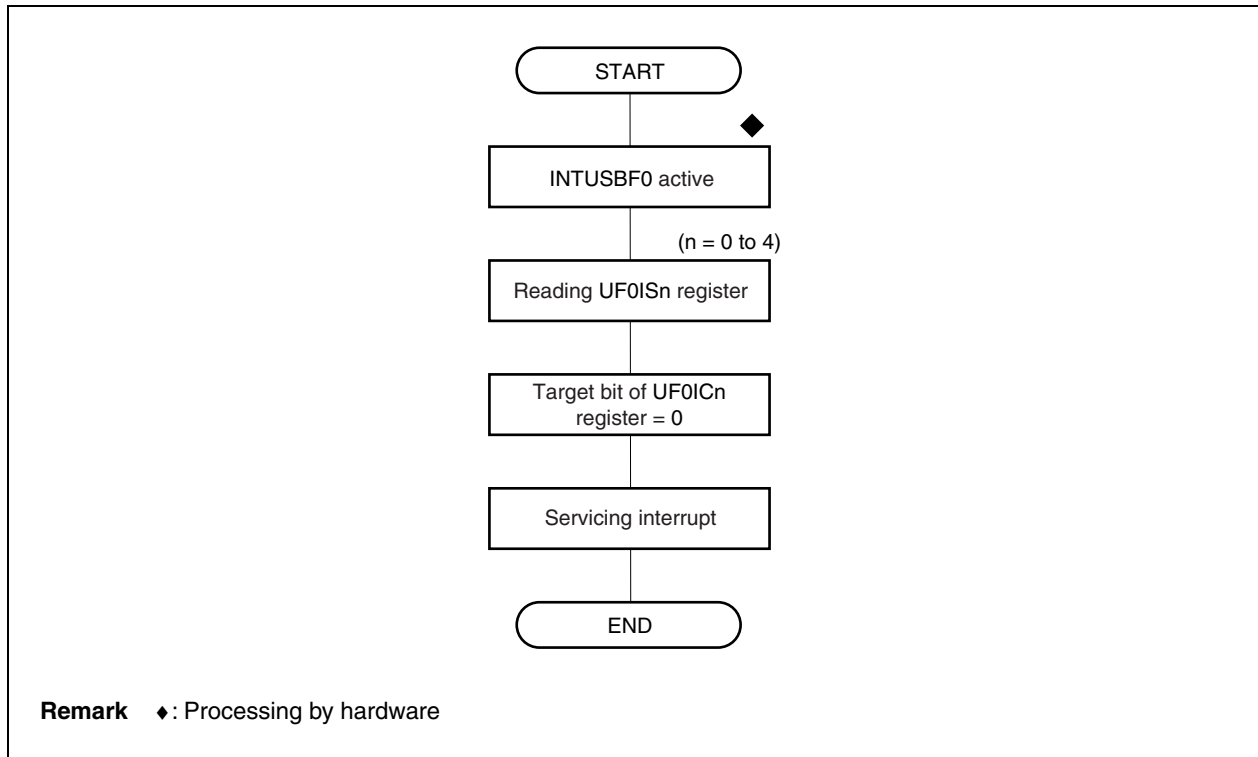 START
◆
INTUSBF0 active
(n = 0 to 4)
Reading UF0ISn register
Target bit of UF0ICn
register = 0
Servicing interrupt
END
Remark ♦: Processing by hardware